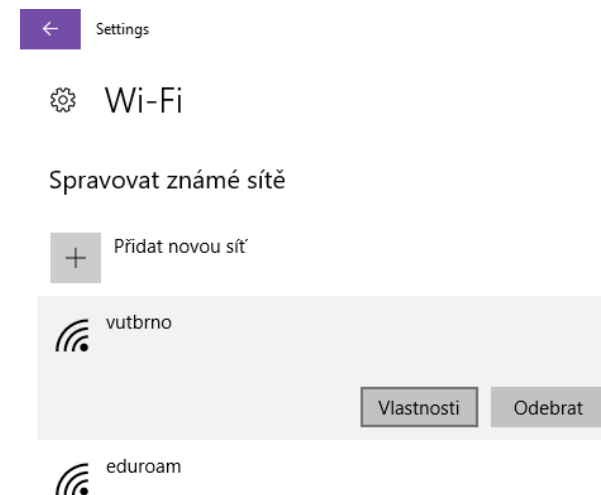 Settings
Wi-Fi
Spravovat známé sítě
Přidat novou síť
vutbrno
Vlastnosti Odebrat
eduroam